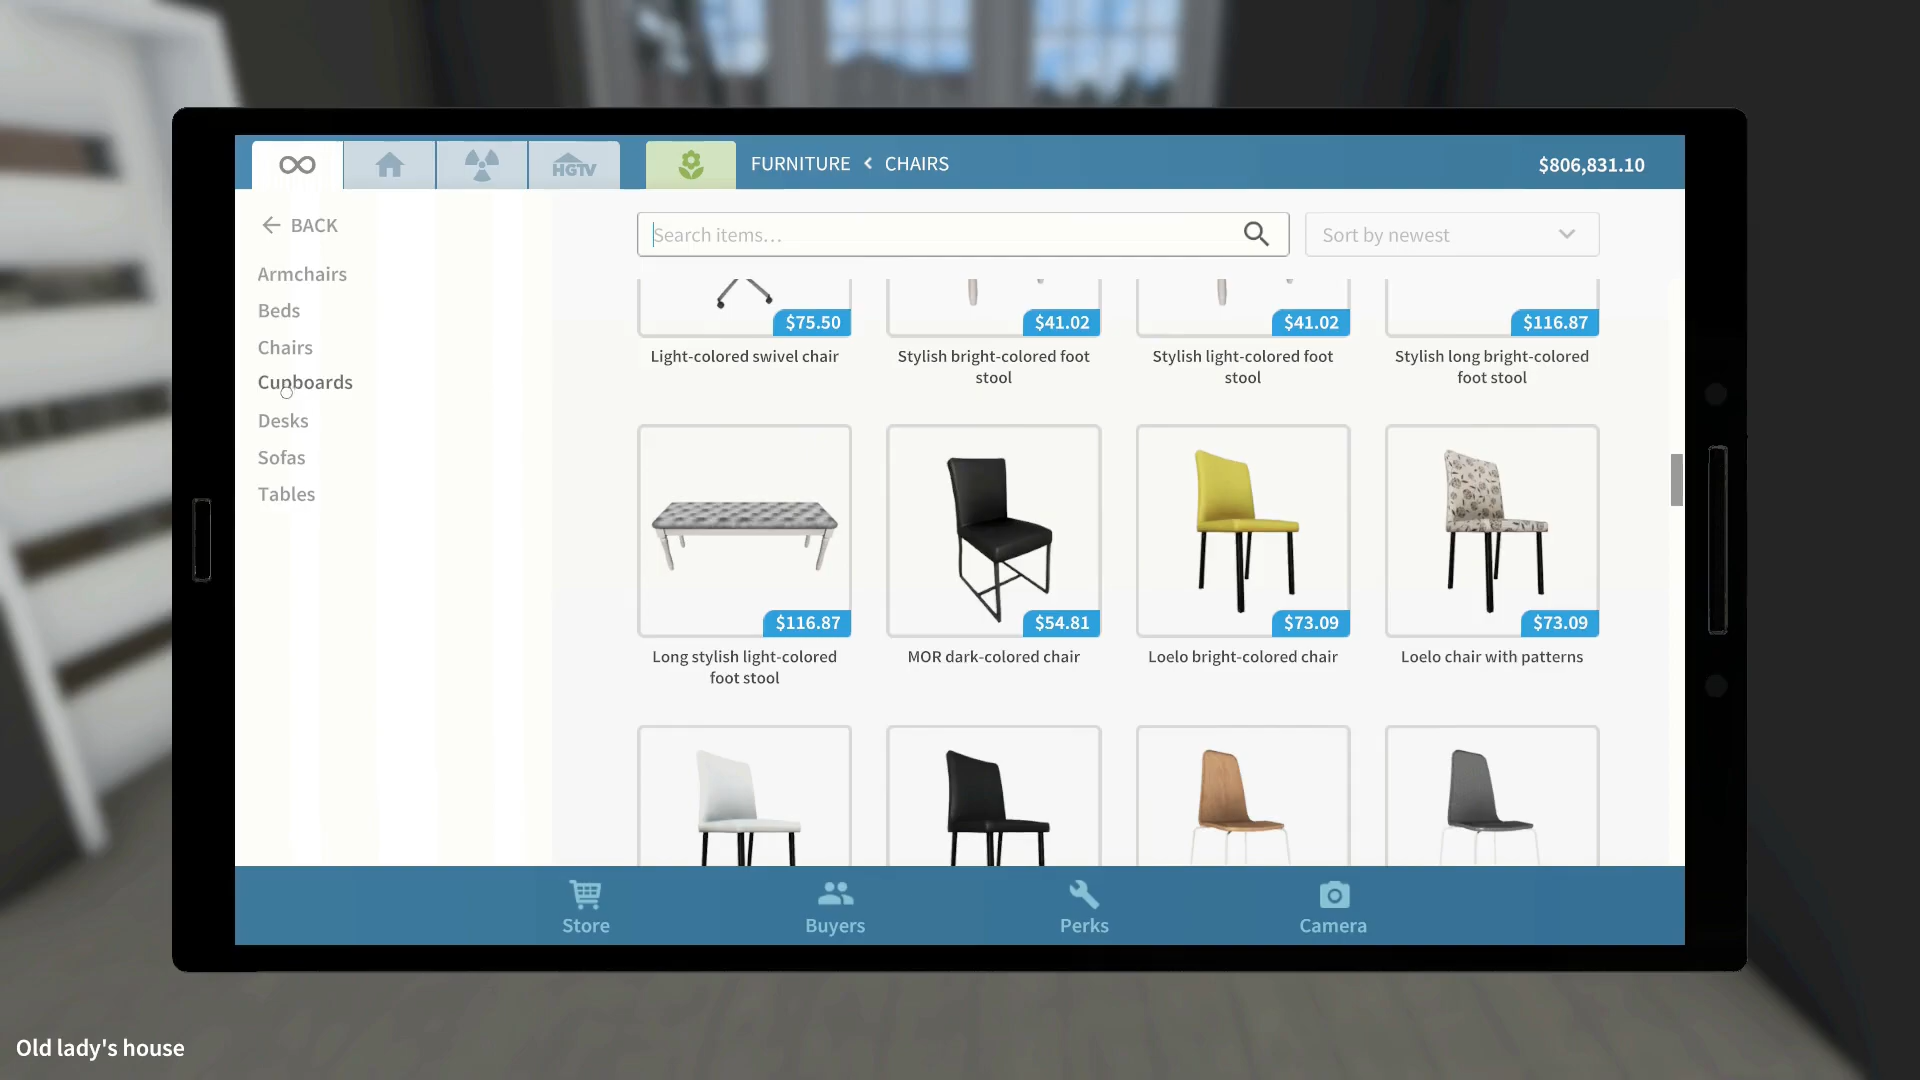 HGTV
FURNITURE < CHAIRS
$806,831.10
BACK
Search items...
Sort by newest
Armchairs
Beds
Chairs
Cupboards
Desks
Sofas
Tables
$75.50
$41.02
$41.02
$116.87
Light-colored swivel chair
Stylish bright-colored foot
stool
Stylish light-colored foot
stool
Stylish long bright-colored
foot stool
$116.87
$54.81
$73.09
$73.09
Long stylish light-colored
foot stool
MOR dark-colored chair
Loelo bright-colored chair
Loelo chair with patterns
Store
Buyers
Perks
Camera
Old lady's house